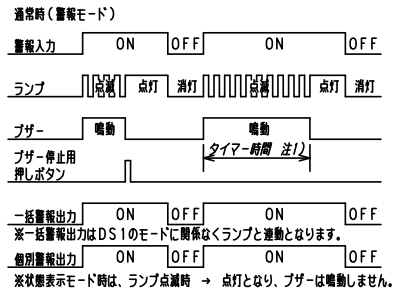 通常時(警報モード)
警報入力 ON OFF ON OFF
ランプ 点滅 点灯 消灯 点滅 点灯 消灯
ブザー 鳴動 鳴動
タイマー時間 注1)
ブザー停止用
押しボタン
一括警報出力 ON OFF ON OFF
※一括警報出力はDS1のモードに関係なくランプと連動となります。
個別警報出力 ON OFF ON OFF
※状態表示モード時は、ランプ点滅時 → 点灯となり、ブザーは鳴動しません。